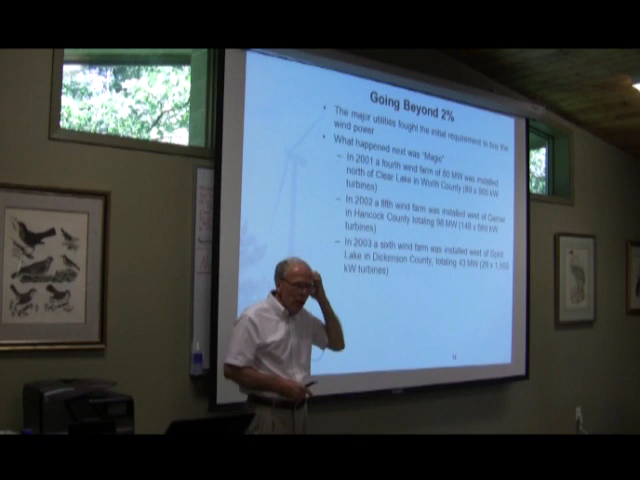 Going Beyond 2%
• The major utilities fought the initial requirement to buy the
wind power
• What happened next was "Magic"
– In 2001 a fourth wind farm of 80 MW was installed
north of Clear Lake in Worth County (89 x 900 kW
turbines)
– In 2002 a fifth wind farm was installed west of Garner
in Hancock County totaling 98 MW (148 x 660 kW
turbines)
– In 2003 a sixth wind farm was installed west of Spirit
Lake in Dickenson County, totaling 43 MW (29 x 1,500
kW turbines)